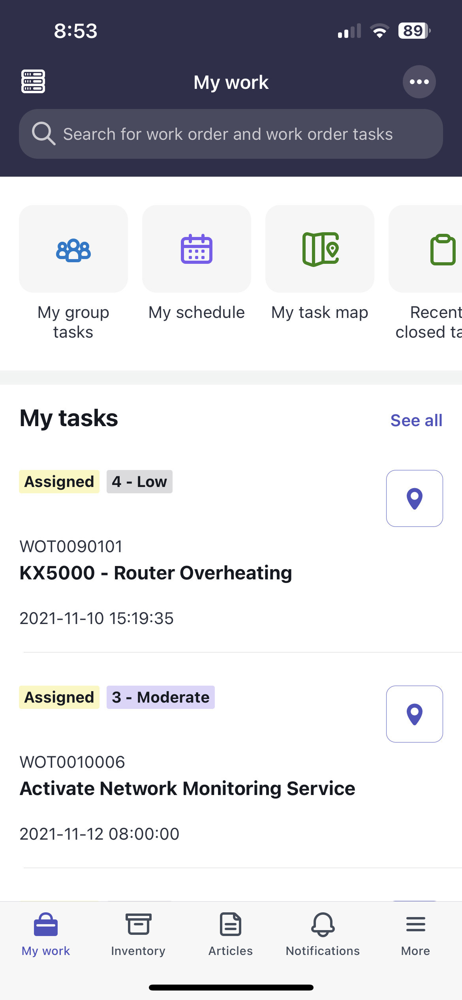 8:53
89
My work
Search for work order and work order tasks
My group
tasks
My schedule
My task map
Recent
closed ta
My tasks
See all
Assigned
4 - Low
WOT0090101
KX5000 - Router Overheating
2021-11-10 15:19:35
Assigned
3 - Moderate
WOT0010006
Activate Network Monitoring Service
2021-11-12 08:00:00
My work
Inventory
Articles
Notifications
More